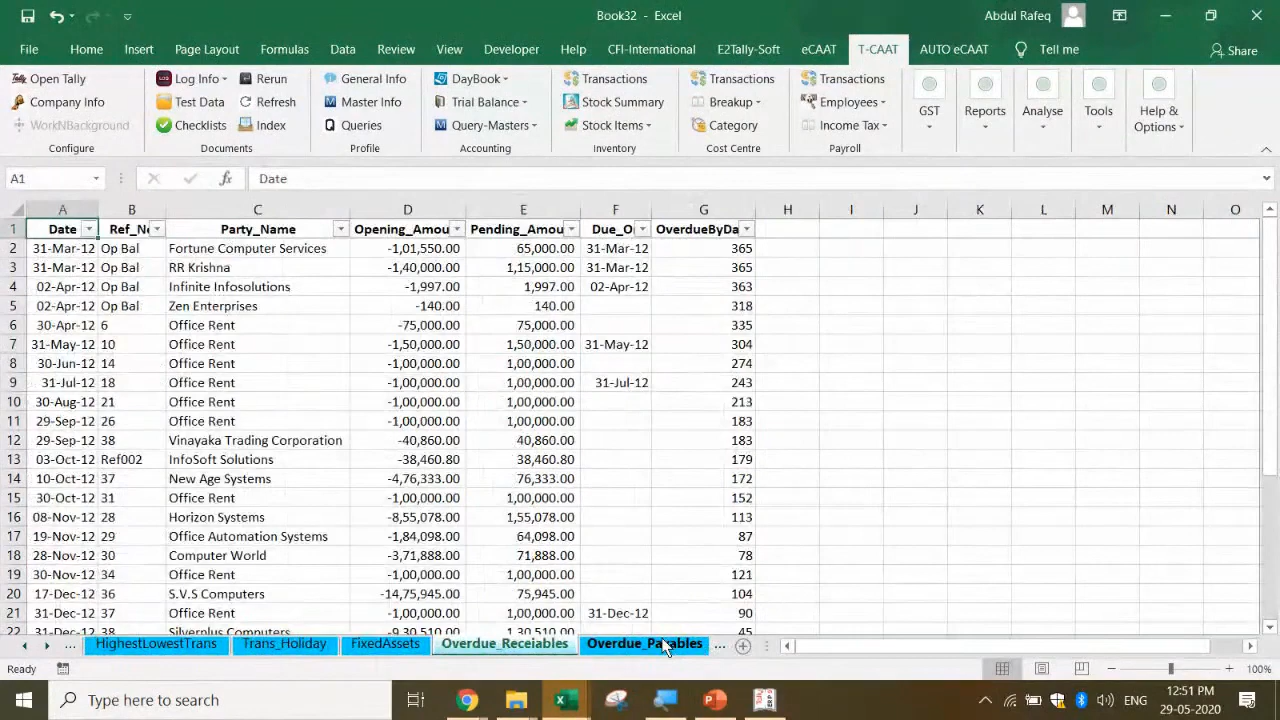 Book32 - Excel
Abdul Rafeq
File Home Insert Page Layout Formulas Data Review View Developer Help CFI-International E2Tally-Soft eCAAT T-CAAT AUTO eCAAT Tell me Share
Open Tally Log Info Rerun General Info DayBook Transactions Transactions Transactions
Company Info Test Data Refresh Master Info Trial Balance Stock Summary Breakup Employees GST Reports Analyse Tools Help & Options
WorkNBackground Checklists Index Queries Query-Masters Stock Items Category Income Tax
Configure Documents Profile Accounting Inventory Cost Centre Payroll
A1 fx Date
A B C D E F G H I J K L M N O
1 Date Ref_No Party_Name Opening_Amou Pending_Amou Due_O OverdueByDa
2 31-Mar-12 Op Bal Fortune Computer Services -1,01,550.00 65,000.00 31-Mar-12 365
3 31-Mar-12 Op Bal RR Krishna -1,40,000.00 1,15,000.00 31-Mar-12 365
4 02-Apr-12 Op Bal Infinite Infosolutions -1,997.00 1,997.00 02-Apr-12 363
5 02-Apr-12 Op Bal Zen Enterprises -140.00 140.00 318
6 30-Apr-12 6 Office Rent -75,000.00 75,000.00 335
7 31-May-12 10 Office Rent -1,50,000.00 1,50,000.00 31-May-12 304
8 30-Jun-12 14 Office Rent -1,00,000.00 1,00,000.00 274
9 31-Jul-12 18 Office Rent -1,00,000.00 1,00,000.00 31-Jul-12 243
10 30-Aug-12 21 Office Rent -1,00,000.00 1,00,000.00 213
11 29-Sep-12 26 Office Rent -1,00,000.00 1,00,000.00 183
12 29-Sep-12 38 Vinayaka Trading Corporation -40,860.00 40,860.00 183
13 03-Oct-12 Ref002 InfoSoft Solutions -38,460.80 38,460.80 179
14 10-Oct-12 37 New Age Systems -4,76,333.00 76,333.00 172
15 30-Oct-12 31 Office Rent -1,00,000.00 1,00,000.00 152
16 08-Nov-12 28 Horizon Systems -8,55,078.00 1,55,078.00 113
17 19-Nov-12 29 Office Automation Systems -1,84,098.00 64,098.00 87
18 28-Nov-12 30 Computer World -3,71,888.00 71,888.00 78
19 30-Nov-12 34 Office Rent -1,00,000.00 1,00,000.00 121
20 17-Dec-12 36 S.V.S Computers -14,75,945.00 75,945.00 104
21 31-Dec-12 37 Office Rent -1,00,000.00 1,00,000.00 31-Dec-12 90
22 31-Dec-12 38 Silverplus Computers -9,30,510.00 1,30,510.00 45
... HighestLowestTrans Trans_Holiday FixedAssets Overdue_Receiables Overdue_Payables ...
Ready 100%
Type here to search ENG 12:51 PM
29-05-2020